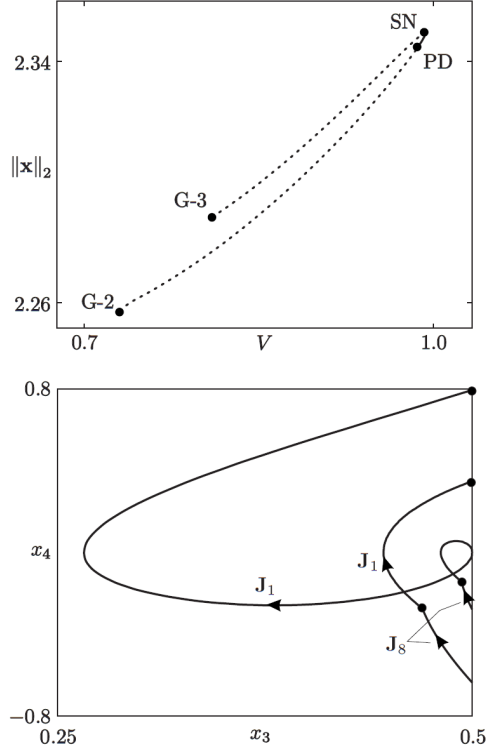 SN
2.34
PD
‖x‖₂
G-3
G-2
2.26
0.7 V 1.0
0.8
x₄
J₁
J₁
J₈
−0.8
0.25 x₃ 0.5